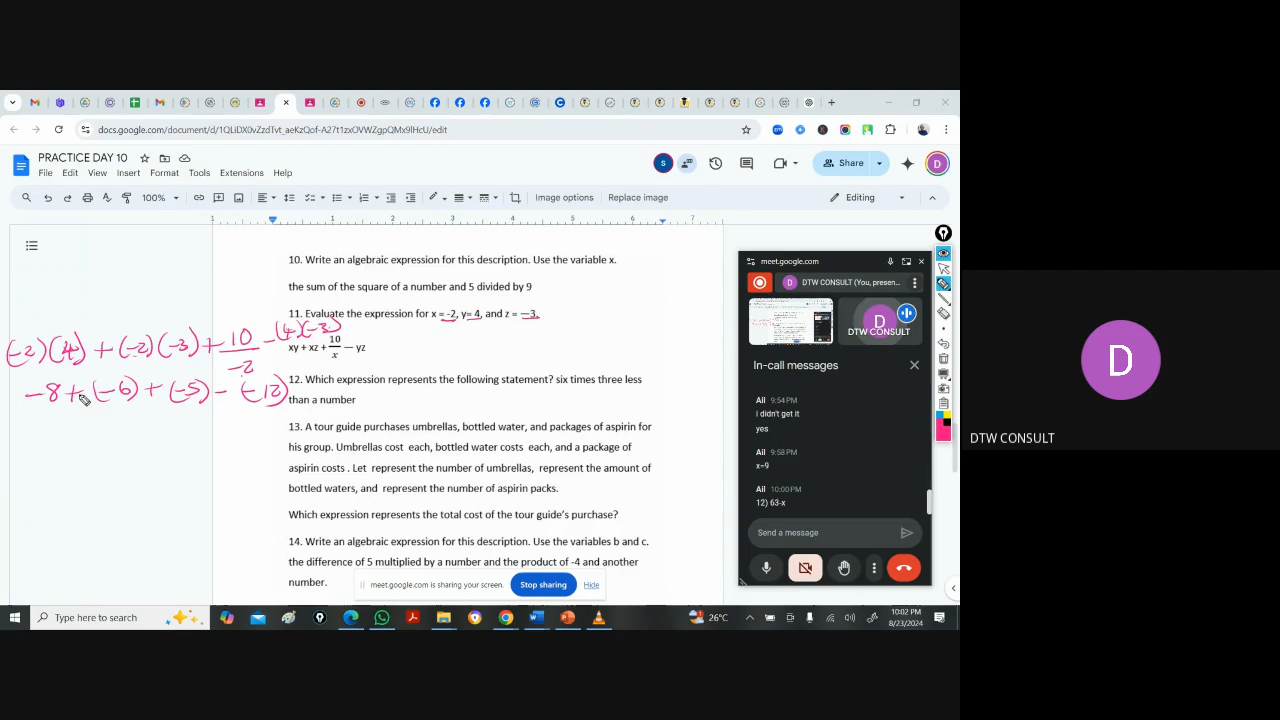 docs.google.com/document/d/1QLiDX0vZzdTvt_aeKzQof-A27t1zxOVWZgpQMx9lHcU/edit
PRACTICE DAY 10
File Edit View Insert Format Tools Extensions Help
Share
100%
Image options Replace image
Editing
1 1 2 3 4 5 6 7
10. Write an algebraic expression for this description. Use the variable x.
the sum of the square of a number and 5 divided by 9
11. Evaluate the expression for x = -2, y= 4, and z = —3.
xy + xz + 10/x — yz
(-2)(4) + (-2)(-3) + 10/-2 - (4)(-3)
-8 + (-6) + (-5) - (-12)
12. Which expression represents the following statement? six times three less
than a number
13. A tour guide purchases umbrellas, bottled water, and packages of aspirin for
his group. Umbrellas cost each, bottled water costs each, and a package of
aspirin costs . Let represent the number of umbrellas, represent the amount of
bottled waters, and represent the number of aspirin packs.
Which expression represents the total cost of the tour guide's purchase?
14. Write an algebraic expression for this description. Use the variables b and c.
the difference of 5 multiplied by a number and the product of -4 and another
number.
meet.google.com is sharing your screen. Stop sharing Hide
meet.google.com
D DTW CONSULT (You, presen...
D
DTW CONSULT
In-call messages
Ail 9:54 PM
i didn't get it
yes
Ail 9:58 PM
x=9
Ail 10:00 PM
12) 63-x
Send a message
Type here to search
26°C
10:02 PM
8/23/2024
S
D
D
DTW CONSULT